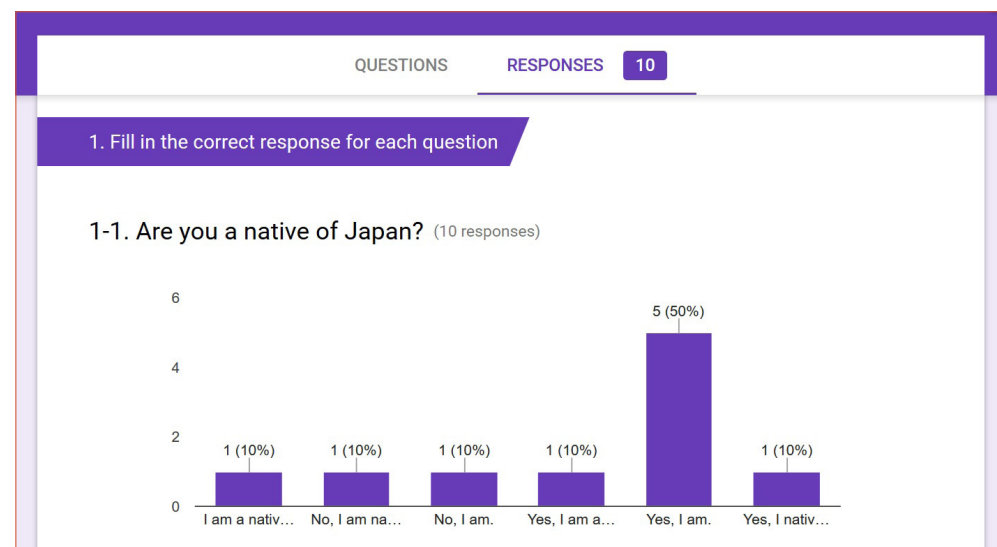 QUESTIONS RESPONSES 10
1. Fill in the correct response for each question
1-1. Are you a native of Japan? (10 responses)
6
5 (50%)
4
2
1 (10%) 1 (10%) 1 (10%) 1 (10%) 1 (10%)
0
I am a nativ… No, I am na… No, I am. Yes, I am a… Yes, I am. Yes, I nativ…